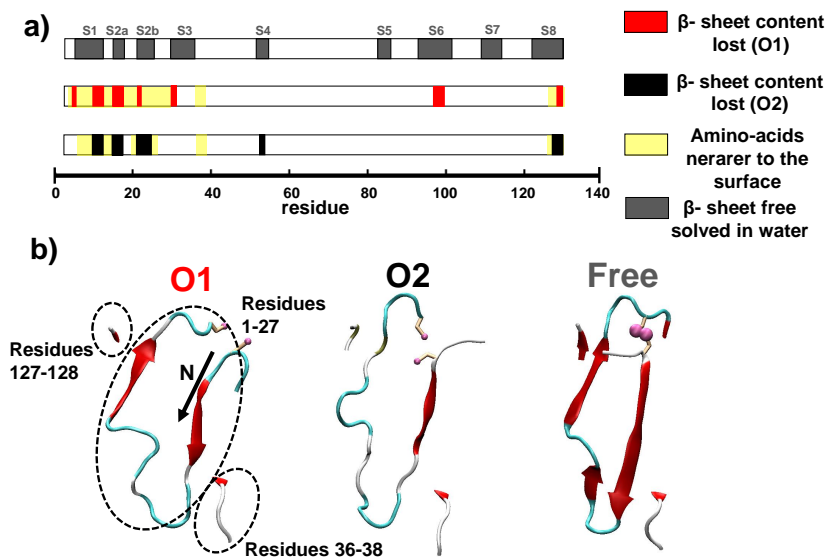 a)
S1 S2a S2b S3 S4 S5 S6 S7 S8
0 20 40 60 80 100 120 140
residue
β- sheet content
lost (O1)
β- sheet content
lost (O2)
Amino-acids
nerarer to the
surface
β- sheet free
solved in water
b)
O1
O2
Free
Residues
1-27
Residues
127-128
N
Residues 36-38